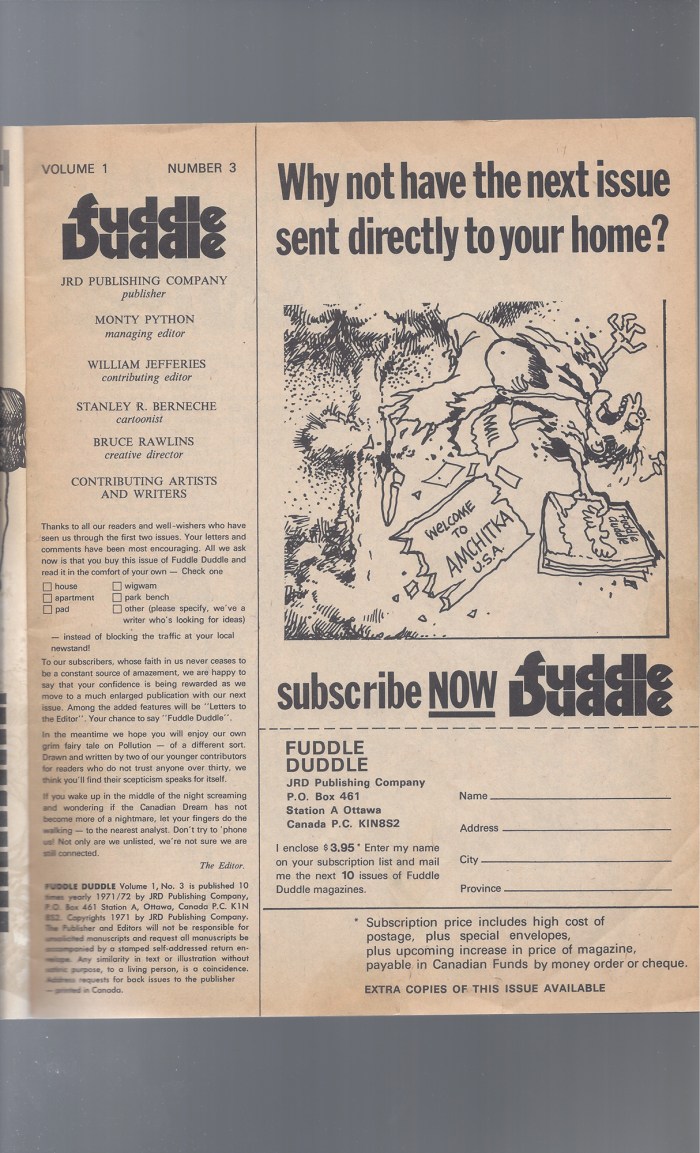 VOLUME 1 NUMBER 3
fuddle
Duddle
JRD PUBLISHING COMPANY
publisher
MONTY PYTHON
managing editor
WILLIAM JEFFERIES
contributing editor
STANLEY R. BERNECHE
cartoonist
BRUCE RAWLINS
creative director
CONTRIBUTING ARTISTS
AND WRITERS
Thanks to all our readers and well-wishers who have
seen us through the first two issues. Your letters and
comments have been most encouraging. All we ask
now is that you buy this issue of Fuddle Duddle and
read it in the comfort of your own — Check one
house wigwam
apartment park bench
pad other (please specify, we've a
writer who's looking for ideas)
— instead of blocking the traffic at your local
newstand!
To our subscribers, whose faith in us never ceases to
be a constant source of amazement, we are happy to
say that your confidence is being rewarded as we
move to a much enlarged publication with our next
issue. Among the added features will be "Letters to
the Editor". Your chance to say "Fuddle Duddle".
In the meantime we hope you will enjoy our own
grim fairy tale on Pollution — of a different sort.
Drawn and written by two of our younger contributors
for readers who do not trust anyone over thirty, we
think you'll find their scepticism speaks for itself.
If you wake up in the middle of the night screaming
and wondering if the Canadian Dream has not
become more of a nightmare, let your fingers do the
walking — to the nearest analyst. Don't try to 'phone
us! Not only are we unlisted, we're not sure we are
still connected.
The Editor.
FUDDLE DUDDLE Volume 1, No. 3 is published 10
times yearly 1971/72 by JRD Publishing Company,
P.O. Box 461 Station A, Ottawa, Canada P.C. K1N
8S2. Copyrights 1971 by JRD Publishing Company.
The Publisher and Editors will not be responsible for
unsolicited manuscripts and request all manuscripts be
accompanied by a stamped self-addressed return en-
velope. Any similarity in text or illustration without
satiric purpose, to a living person, is a coincidence.
Address requests for back issues to the publisher
— printed in Canada.
Why not have the next issue
sent directly to your home?
WELCOME
TO
AMCHITKA
U.S.A.
Fuddle
Duddle
subscribe NOW fuddle
Duddle
FUDDLE
DUDDLE
JRD Publishing Company
P.O. Box 461
Station A Ottawa
Canada P.C. KIN8S2
I enclose $3.95* Enter my name
on your subscription list and mail
me the next 10 issues of Fuddle
Duddle magazines.
Name
Address
City
Province
* Subscription price includes high cost of
postage, plus special envelopes,
plus upcoming increase in price of magazine,
payable in Canadian Funds by money order or cheque.
EXTRA COPIES OF THIS ISSUE AVAILABLE